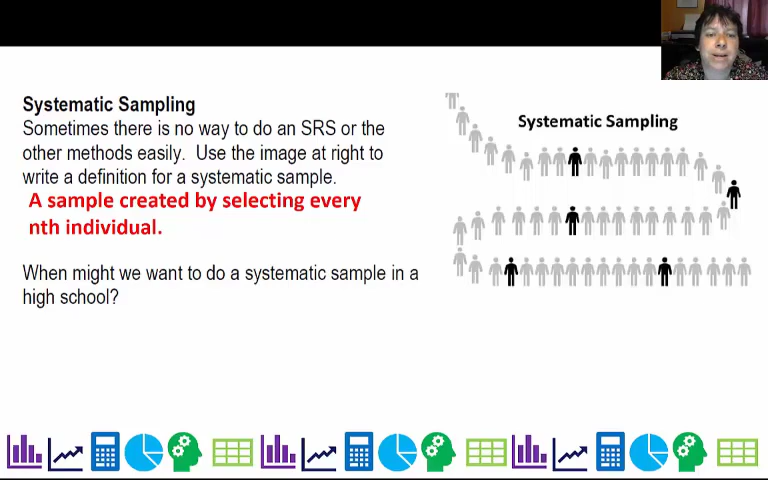 Systematic Sampling
Sometimes there is no way to do an SRS or the
other methods easily.  Use the image at right to
write a definition for a systematic sample.
A sample created by selecting every
nth individual.
When might we want to do a systematic sample in a
high school?
Systematic Sampling